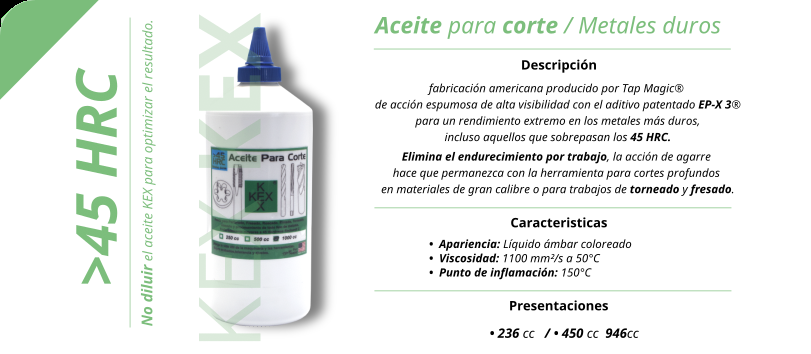 >45 HRC
No diluir el aceite KEX para optimizar el resultado.
KEX KEX
Aceite Para Corte
K
KEX
X
500 cc
1000 cc
Aceite para corte / Metales duros
Descripción
fabricación americana producido por Tap Magic®
de acción espumosa de alta visibilidad con el aditivo patentado EP-X 3®
para un rendimiento extremo en los metales más duros,
incluso aquellos que sobrepasan los 45 HRC.
Elimina el endurecimiento por trabajo, la acción de agarre
hace que permanezca con la herramienta para cortes profundos
en materiales de gran calibre o para trabajos de torneado y fresado.
Caracteristicas
• Apariencia: Líquido ámbar coloreado
• Viscosidad: 1100 mm²/s a 50°C
• Punto de inflamación: 150°C
Presentaciones
• 236 cc / • 450 cc 946cc